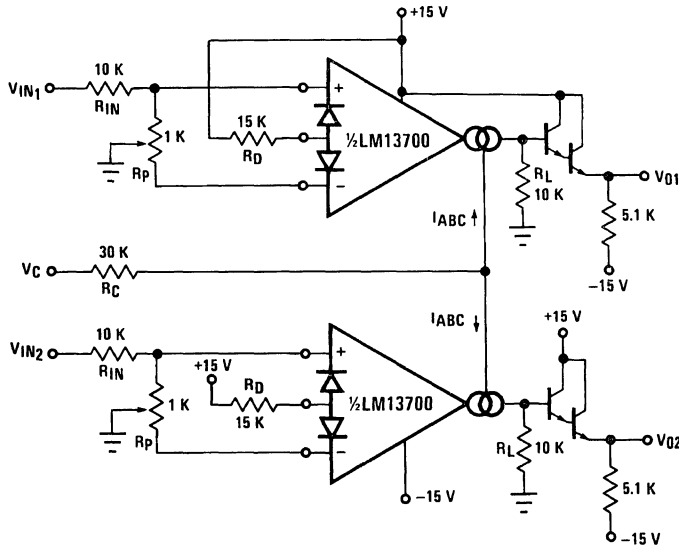 +15 V
10 K
VIN1
RIN
1 K
RP
15 K
RD
+
½LM13700
−
RL
10 K
IABC
VO1
5.1 K
−15 V
30 K
VC
RC
IABC
+15 V
10 K
VIN2
RIN
+15 V
RD
15 K
1 K
RP
+
½LM13700
−
−15 V
RL
10 K
VO2
5.1 K
−15 V